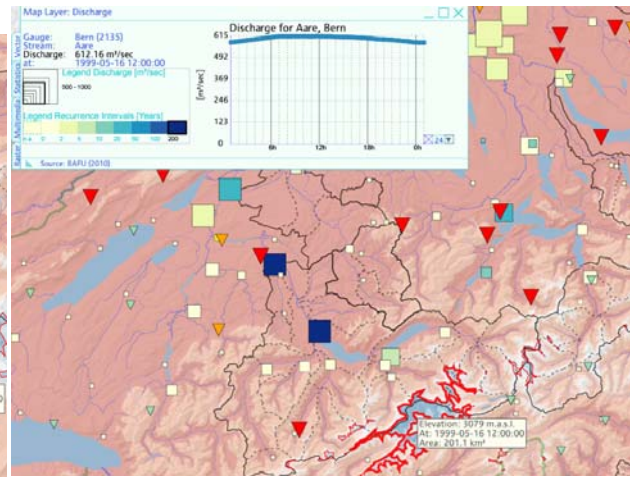 Map Layer: Discharge
Gauge: Bern (2135)
Stream: Aare
Discharge: 612.16 m³/sec
at: 1999-05-16 12:00:00
Legend Discharge [m³/sec]
500 - 1000
Legend Recurrence Intervals [Years]
n.a 0 2 5 10 20 50 100 200
Source: BAFU (2010)
Raster Multimedia Statistics Vector
Discharge for Aare, Bern
[m³/sec]
615
492
369
246
123
0
6h 12h 18h 0h
24
Elevation: 3079 m.a.s.l.
At: 1999-05-16 12:00:00
Area: 201.1 km²